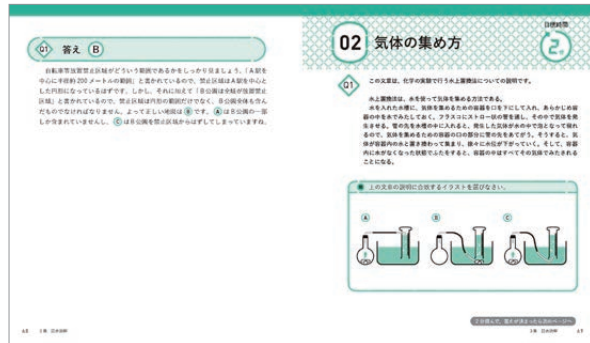 Q1 答え B
自転車等放置禁止区域がどういう範囲であるかをしっかり見ましょう。「A駅を
中心に半径約200メートルの範囲」と書かれているので、禁止区域はA駅を中心と
した円形になっているはずです。しかし、それに加えて「B公園は全域が放置禁止
区域」と書かれているので、禁止区域は円形の範囲だけでなく、B公園全体も含ん
だものでなければなりません。よって正しい地図は B です。 A はB公園の一部
しか含まれていませんし、 C はB公園を禁止区域からはずしてしまっていますね。
02 気体の集め方
目標時間
2
Q1
この文章は、化学の実験で行う水上置換法についての説明です。
水上置換法は、水を使って気体を集める方法である。
水を入れた水槽に、気体を集めるための容器を口を下にして入れ、あらかじめ容
器の中を水でみたしておく。フラスコにストロー状の管を通し、その中で気体を発
生させる。管の先を水槽の中に入れると、発生した気体が水の中で泡となって現れ
るので、気体を集めるための容器の口の部分に管の先をあてがう。そうすると、気
体が容器内の水と置き換わって集まり、徐々に水位が下がっていく。そして、容器
内に水がなくなった状態でふたをすると、容器の中はすべてその気体でみたされる
ことになる。
上の文章の説明に合致するイラストを選びなさい。
A B C